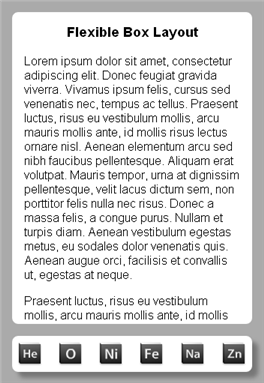 Flexible Box Layout
Lorem ipsum dolor sit amet, consectetur
adipiscing elit. Donec feugiat gravida
viverra. Vivamus ipsum felis, cursus sed
venenatis nec, tempus ac tellus. Praesent
luctus, risus eu vestibulum mollis, arcu
mauris mollis ante, id mollis risus lectus
ornare nisl. Aenean elementum arcu sed
nibh faucibus pellentesque. Aliquam erat
volutpat. Mauris tempor, urna at dignissim
pellentesque, velit lacus dictum sem, non
porttitor felis nulla nec risus. Donec a
massa felis, a congue purus. Nullam et
turpis diam. Aenean vestibulum egestas
metus, eu sodales dolor venenatis quis.
Aenean augue orci, facilisis et convallis
ut, egestas at neque.
Praesent luctus, risus eu vestibulum
mollis, arcu mauris mollis ante, id mollis
He O Ni Fe Na Zn